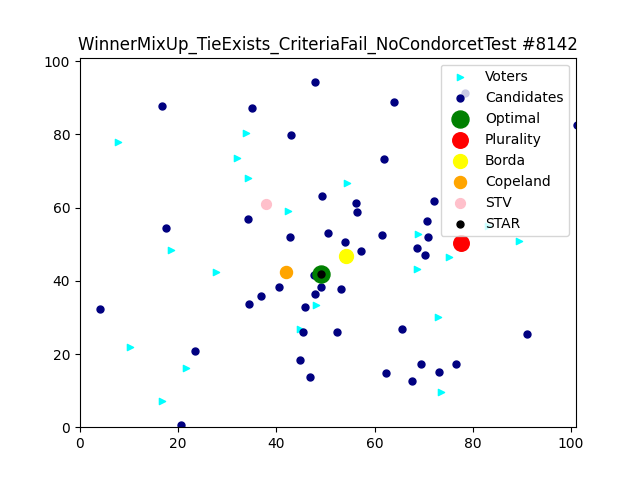 WinnerMixUp_TieExists_CriteriaFail_NoCondorcetTest #8142
100
80
60
40
20
0
0
20
40
60
80
100
Voters
Candidates
Optimal
Plurality
Borda
Copeland
STV
STAR